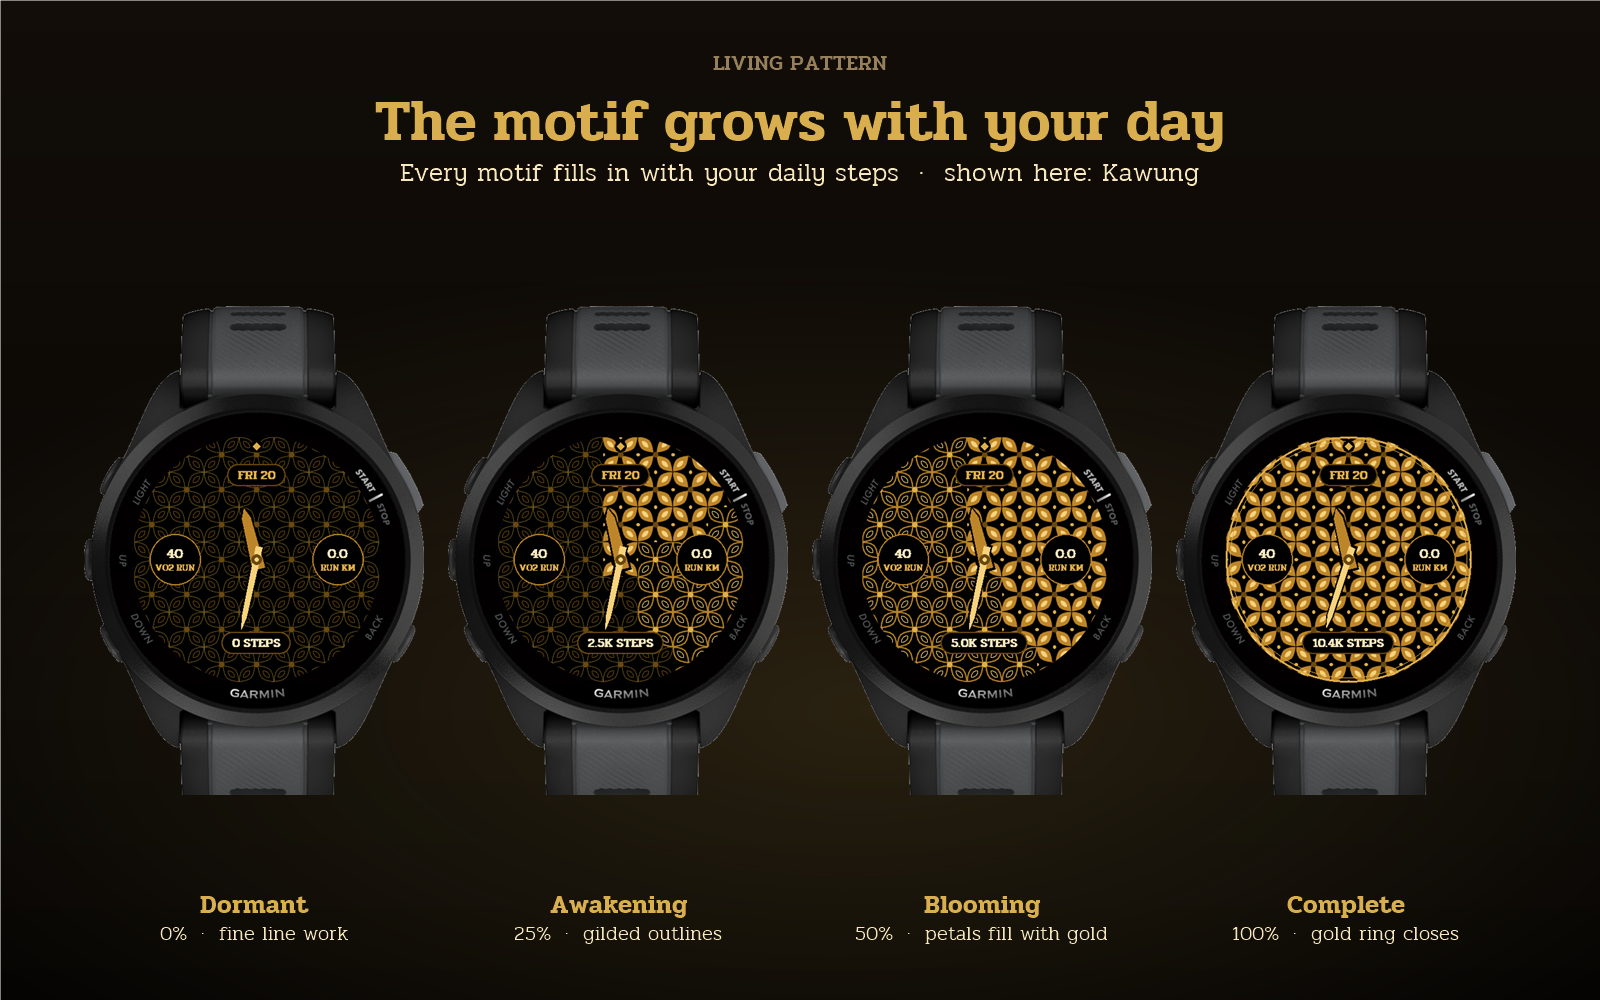 LIVING PATTERN
The motif grows with your day
Every motif fills in with your daily steps · shown here: Kawung
FRI 20
START
STOP
LIGHT
40
VO2 RUN
0.0
RUN KM
UP
DOWN
BACK
0 STEPS
GARMIN
FRI 20
START
STOP
LIGHT
40
VO2 RUN
0.0
RUN KM
UP
DOWN
BACK
2.5K STEPS
GARMIN
FRI 20
START
STOP
LIGHT
40
VO2 RUN
0.0
RUN KM
UP
DOWN
BACK
5.0K STEPS
GARMIN
FRI 20
START
STOP
LIGHT
40
VO2 RUN
0.0
RUN KM
UP
DOWN
BACK
10.4K STEPS
GARMIN
Dormant
0% · fine line work
Awakening
25% · gilded outlines
Blooming
50% · petals fill with gold
Complete
100% · gold ring closes